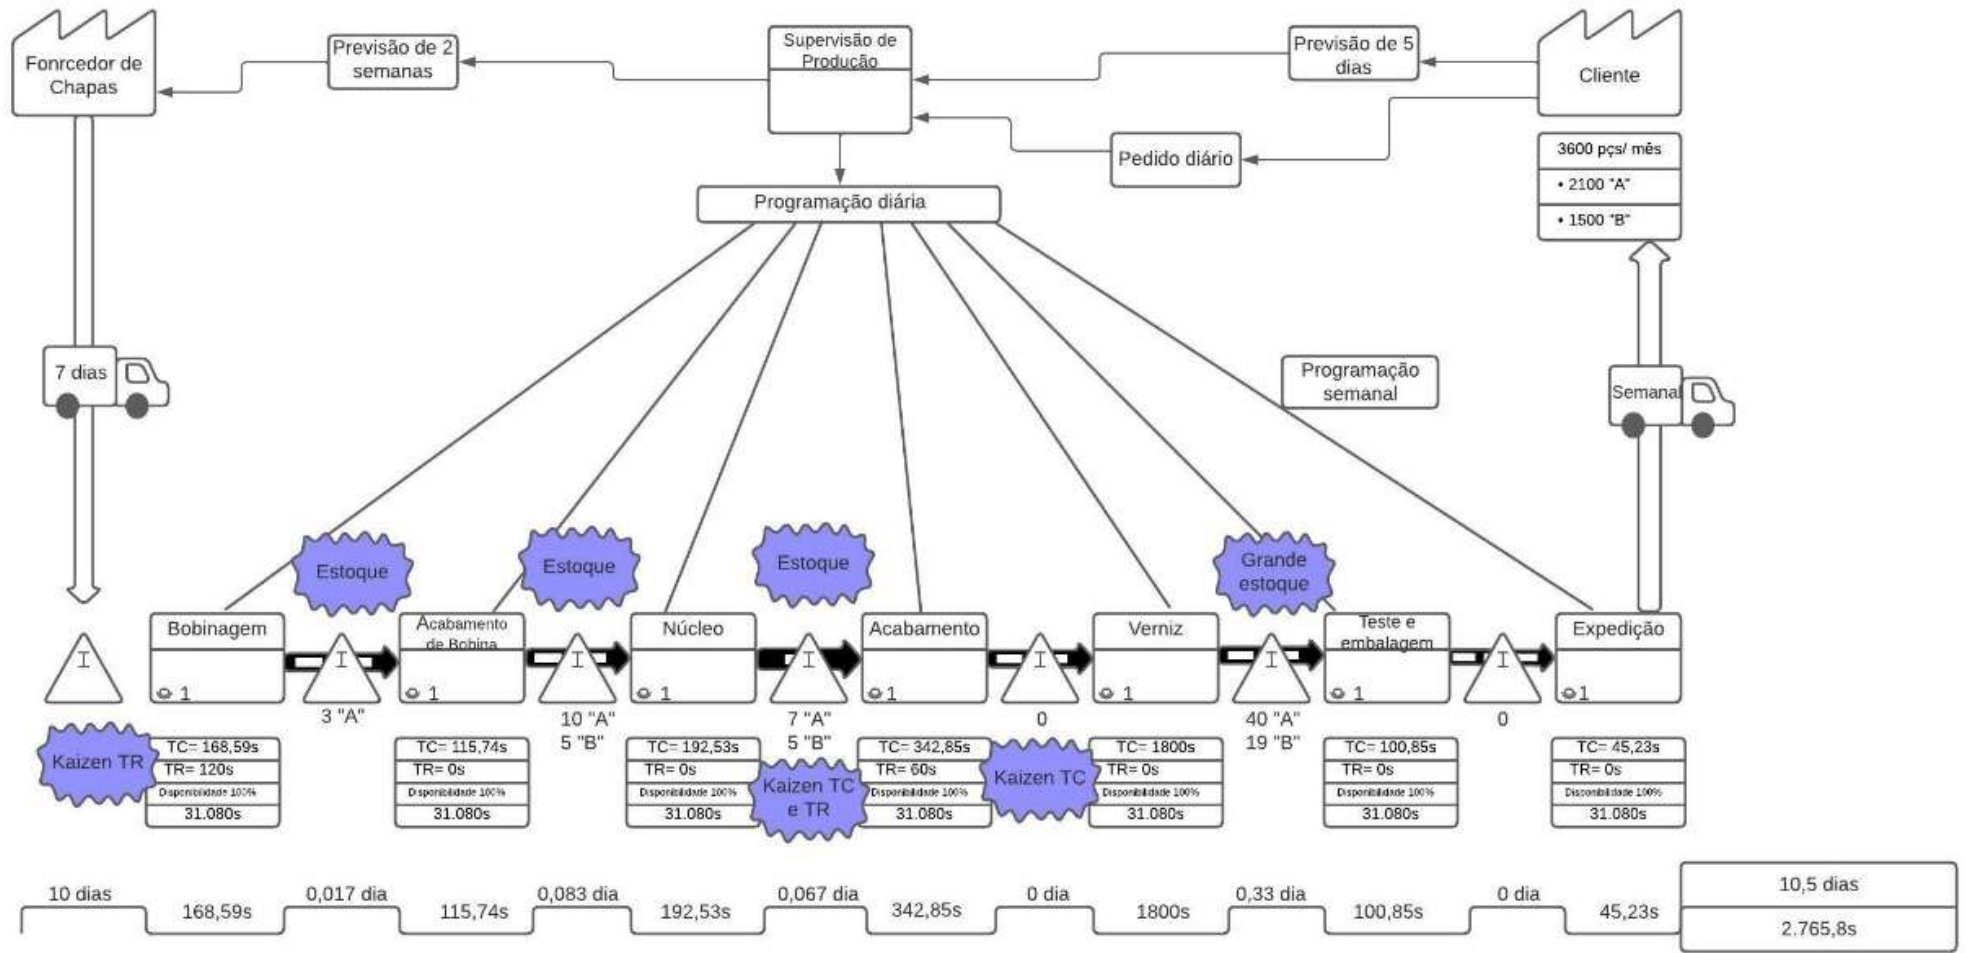 Fonrcedor de
Chapas
Previsão de 2
semanas
Supervisão de
Produção
Previsão de 5
dias
Cliente
Pedido diário
3600 pçs/ mês
• 2100 "A"
• 1500 "B"
Programação diária
7 dias
Programação
semanal
Semanal
Estoque
Estoque
Estoque
Grande
estoque
I
Bobinagem
1
I
3 "A"
Acabamento
de Bobina
1
I
10 "A"
5 "B"
Núcleo
1
I
7 "A"
5 "B"
Acabamento
1
I
0
Verniz
1
I
40 "A"
19 "B"
Teste e
embalagem
1
I
0
Expedição
1
Kaizen TR
TC= 168,59s
TR= 120s
Disponibilidade 100%
31.080s
TC= 115,74s
TR= 0s
Disponibilidade 100%
31.080s
TC= 192,53s
TR= 0s
Disponibilidade 100%
31.080s
Kaizen TC
e TR
TC= 342,85s
TR= 60s
Disponibilidade 100%
31.080s
Kaizen TC
TC= 1800s
TR= 0s
Disponibilidade 100%
31.080s
TC= 100,85s
TR= 0s
Disponibilidade 100%
31.080s
TC= 45,23s
TR= 0s
Disponibilidade 100%
31.080s
10 dias
168,59s
0,017 dia
115,74s
0,083 dia
192,53s
0,067 dia
342,85s
0 dia
1800s
0,33 dia
100,85s
0 dia
45,23s
10,5 dias
2.765,8s